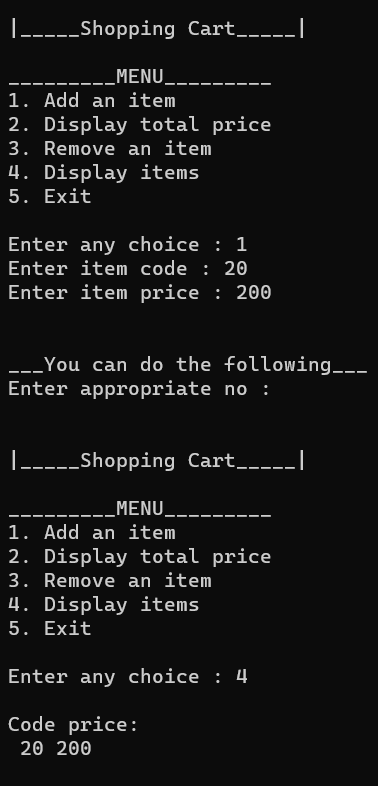 |_____Shopping Cart_____|
_________MENU_________
1. Add an item
2. Display total price
3. Remove an item
4. Display items
5. Exit
Enter any choice : 1
Enter item code : 20
Enter item price : 200
___You can do the following___
Enter appropriate no :
|_____Shopping Cart_____|
_________MENU_________
1. Add an item
2. Display total price
3. Remove an item
4. Display items
5. Exit
Enter any choice : 4
Code price:
 20 200